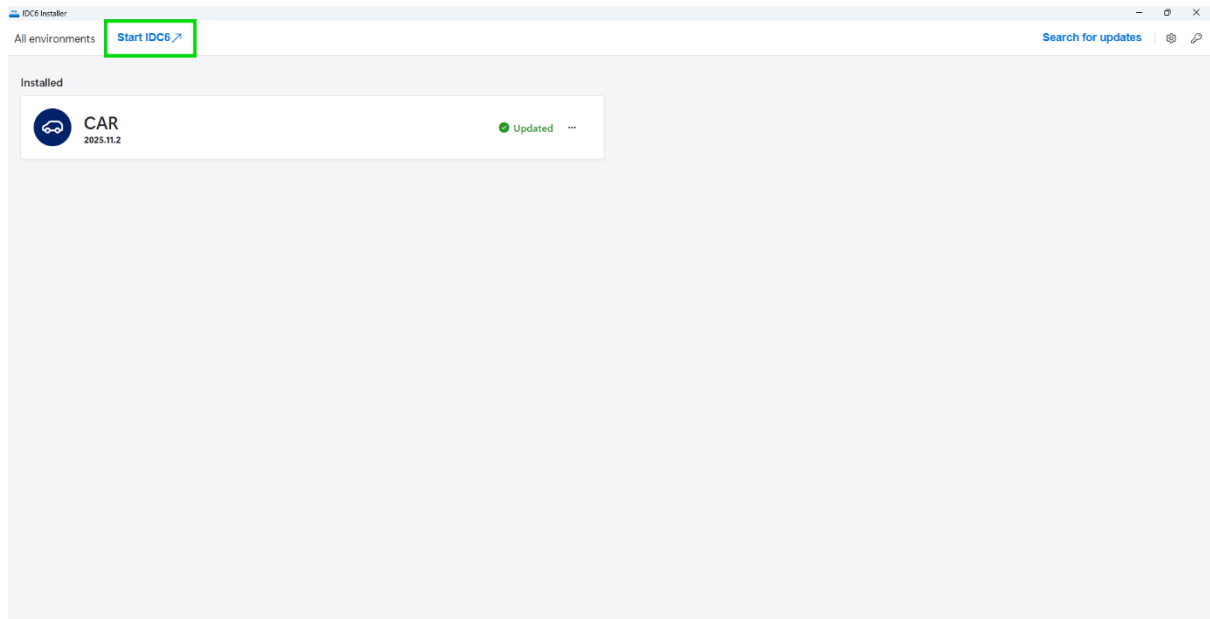 IDC6 Installer
All environments Start IDC6 Search for updates
Installed
CAR
2025.11.2
Updated ...